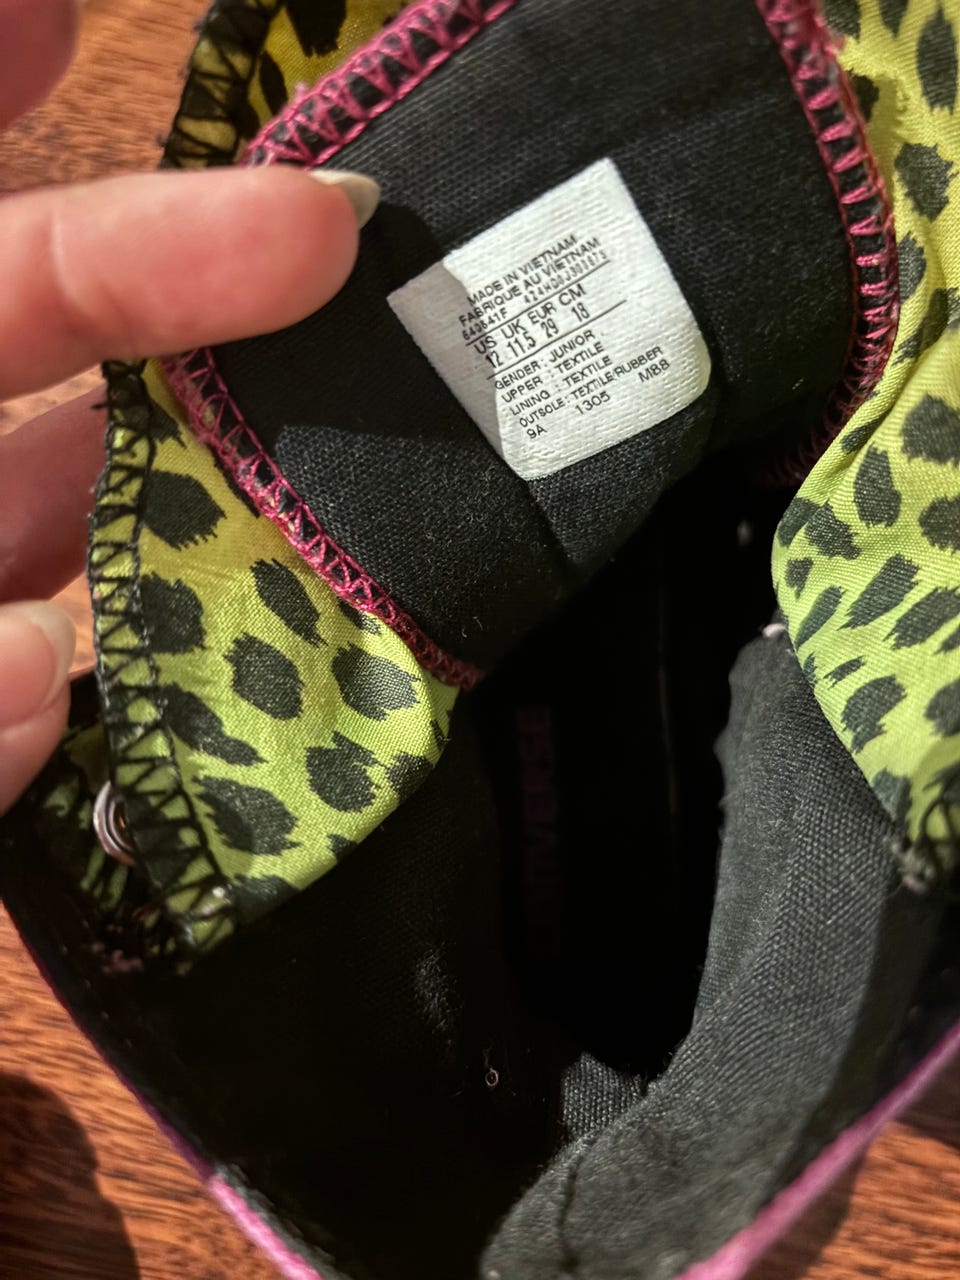 MADE IN VIETNAM
FABRIQUE AU VIETNAM
US UK EUR CM
12 11.5 29 18
GENDER : JUNIOR
UPPER : TEXTILE
LINING : TEXTILE
OUTSOLE : TEXTILE/RUBBER
9A 1305 M88
CONVERSE